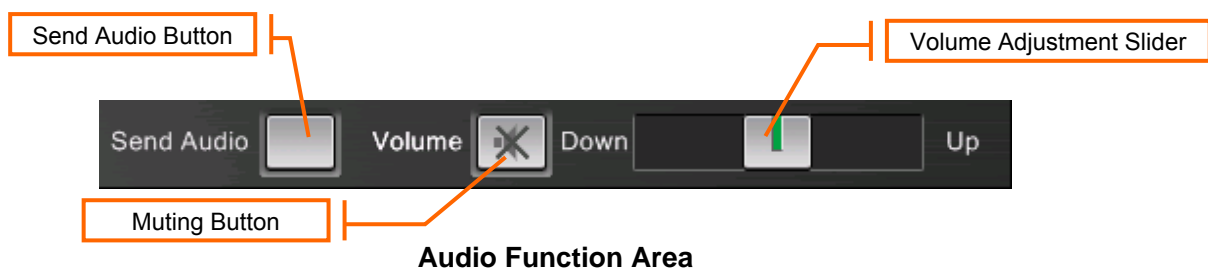 Send Audio Button
Volume Adjustment Slider
Send Audio Volume Down Up
Muting Button
Audio Function Area